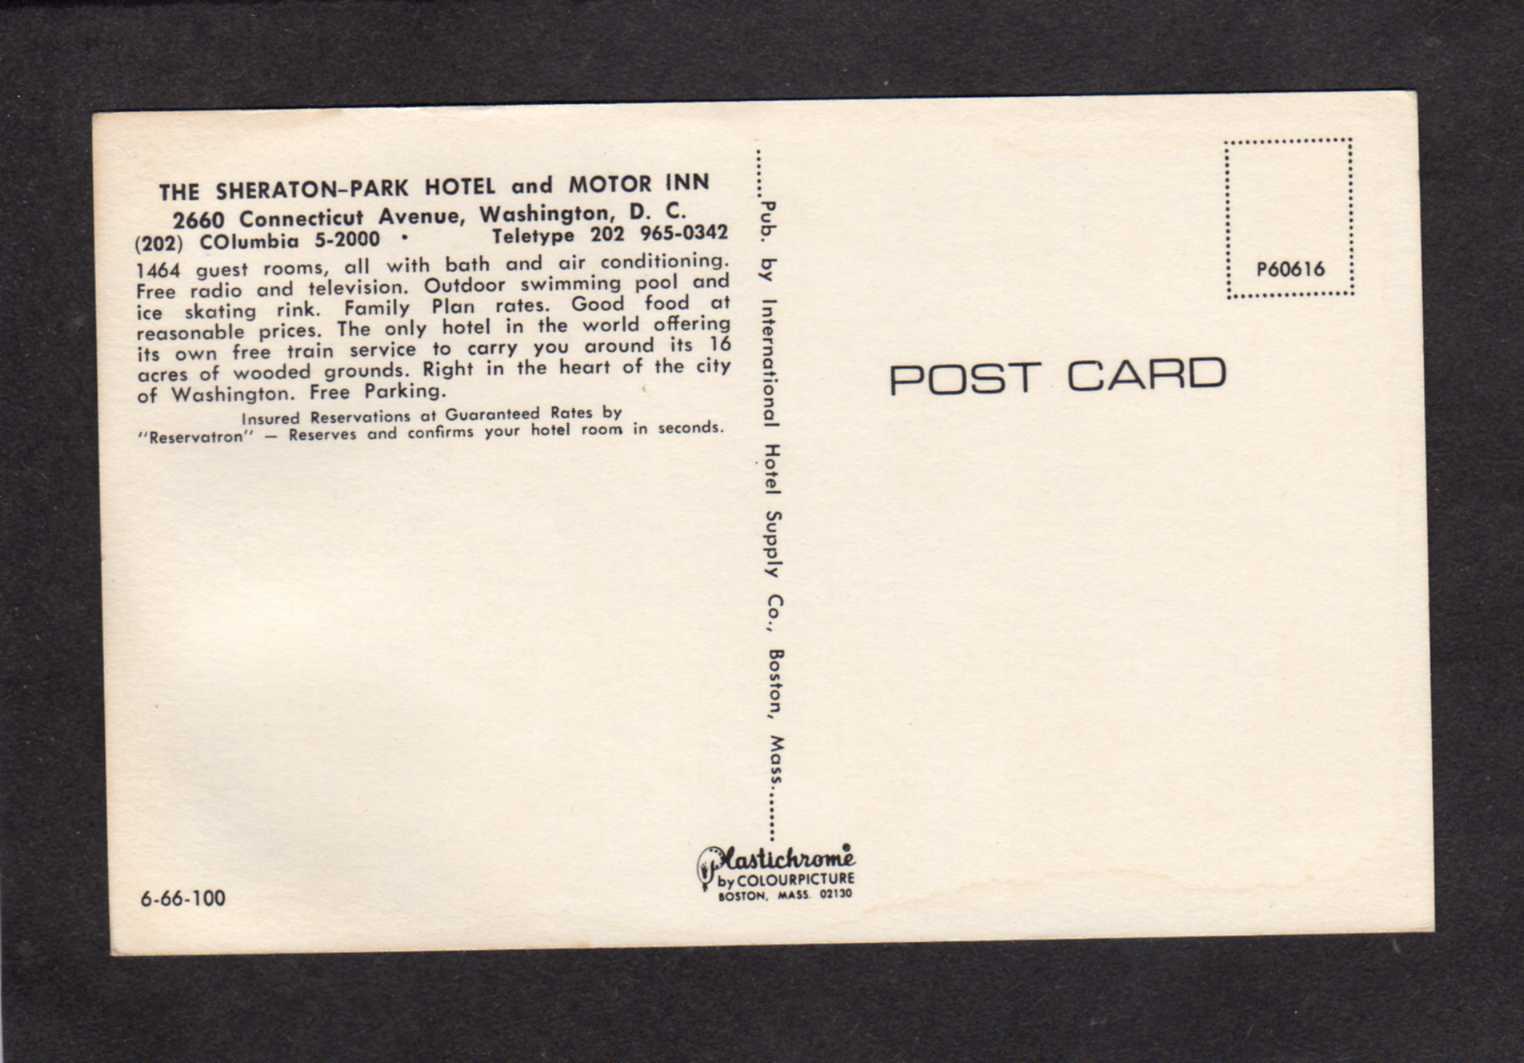 THE SHERATON-PARK HOTEL and MOTOR INN
2660 Connecticut Avenue, Washington, D. C.
(202) COlumbia 5-2000 • Teletype 202 965-0342
1464 guest rooms, all with bath and air conditioning.
Free radio and television. Outdoor swimming pool and
ice skating rink. Family Plan rates. Good food at
reasonable prices. The only hotel in the world offering
its own free train service to carry you around its 16
acres of wooded grounds. Right in the heart of the city
of Washington. Free Parking.
Insured Reservations at Guaranteed Rates by
"Reservatron" — Reserves and confirms your hotel room in seconds.
6-66-100
Pub. by International Hotel Supply Co., Boston, Mass.
Plastichrome®
by COLOURPICTURE
BOSTON, MASS. 02130
P60616
POST CARD